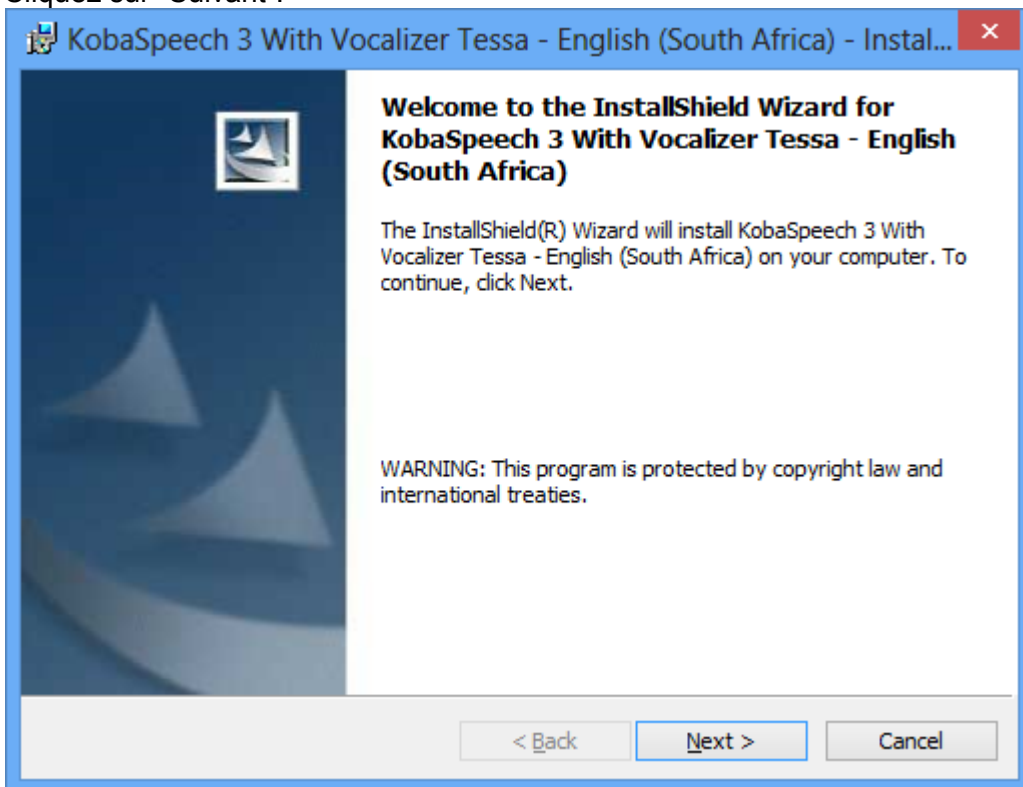 Cliquez sur "Suivant".
KobaSpeech 3 With Vocalizer Tessa - English (South Africa) - Instal...
Welcome to the InstallShield Wizard for
KobaSpeech 3 With Vocalizer Tessa - English
(South Africa)
The InstallShield(R) Wizard will install KobaSpeech 3 With
Vocalizer Tessa - English (South Africa) on your computer. To
continue, click Next.
WARNING: This program is protected by copyright law and
international treaties.
< Back Next > Cancel